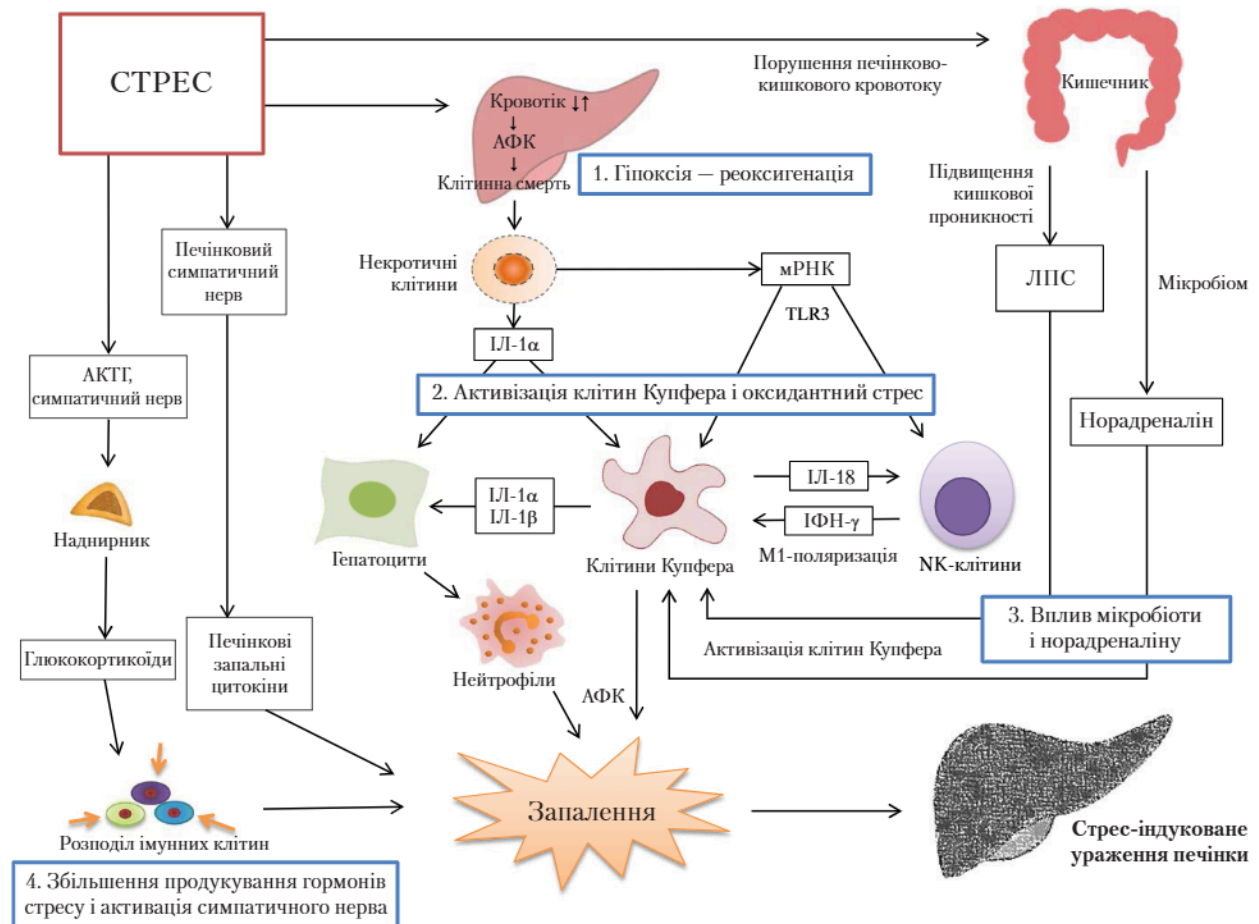 СТРЕС
Порушення печінково-
кишкового кровотоку
Кишечник
Кровотік ↓↑
↓
АФК
↓
Клітинна смерть
1. Гіпоксія — реоксигенація
Підвищення
кишкової
проникності
Печінковий
симпатичний
нерв
Некротичні
клітини
мРНК
TLR3
ЛПС
Мікробіом
ІЛ-1α
АКТГ,
симпатичний нерв
2. Активізація клітин Купфера і оксидантний стрес
Норадреналін
ІЛ-1α
ІЛ-1β
ІЛ-18
ІФН-γ
М1-поляризація
Наднирник
Гепатоцити
Клітини Купфера
NK-клітини
3. Вплив мікробіоти
і норадреналіну
Активізація клітин Купфера
Глюкокортикоїди
Печінкові
запальні
цитокіни
Нейтрофіли
АФК
Запалення
Розподіл імунних клітин
Стрес-індуковане
ураження печінки
4. Збільшення продукування гормонів
стресу і активація симпатичного нерва